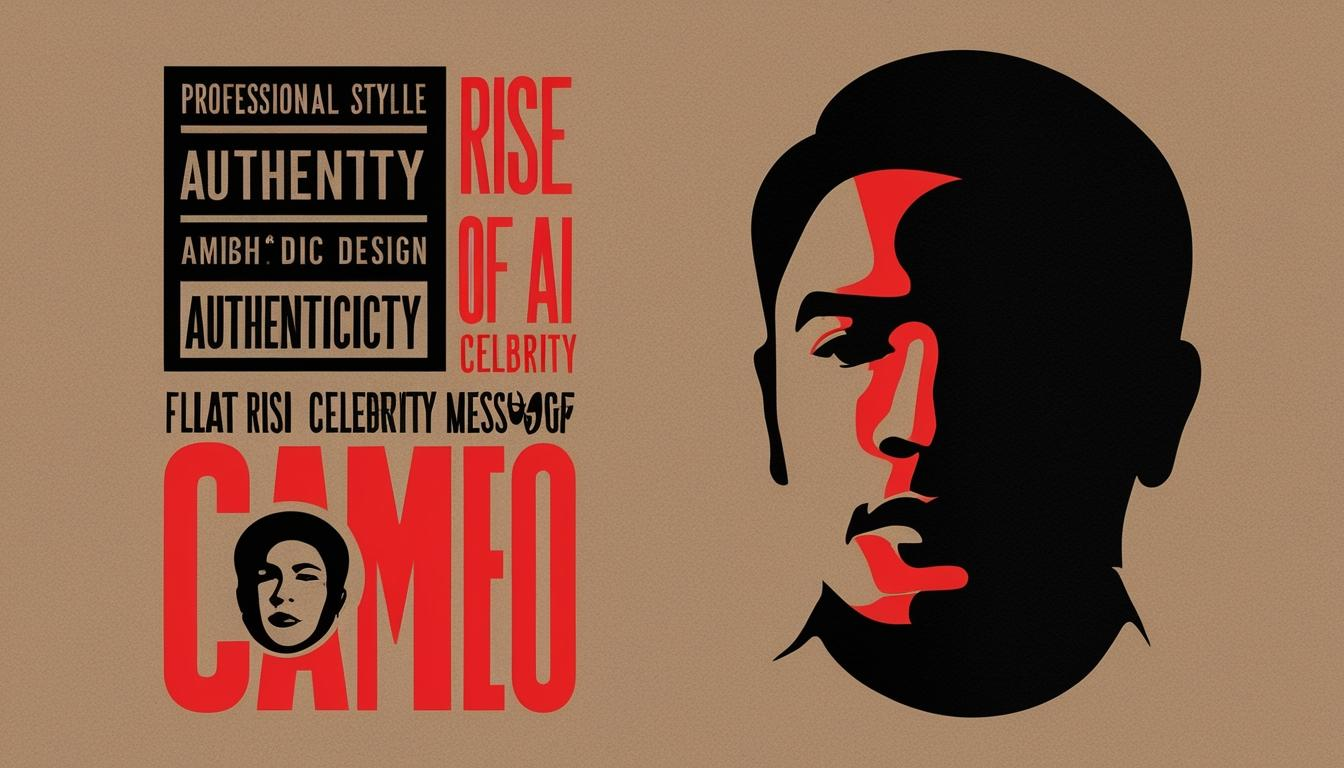 PROFESSIONAL STYLLE
AUTHENTTY
DIC DESIGN
AUTHENTICICTY
RISE
OF AI
CELBRITY
FLLAT RISI CELEBRITY
CAMEO